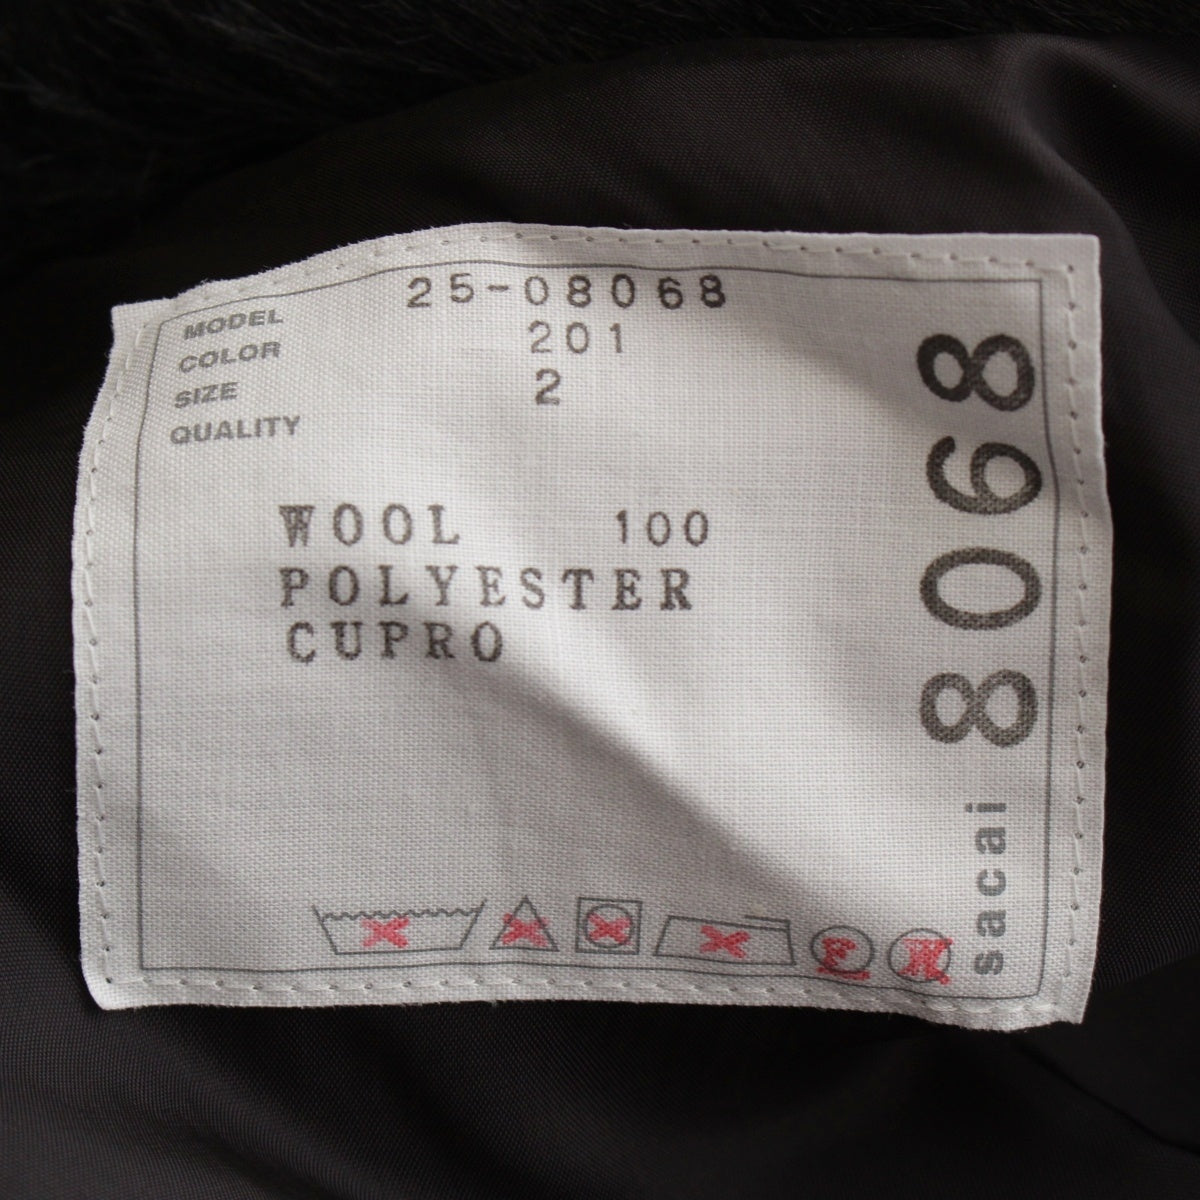 MODEL 25-08068
COLOR 201
SIZE 2
QUALITY
WOOL 100
POLYESTER
CUPRO
sacai 8068
F W